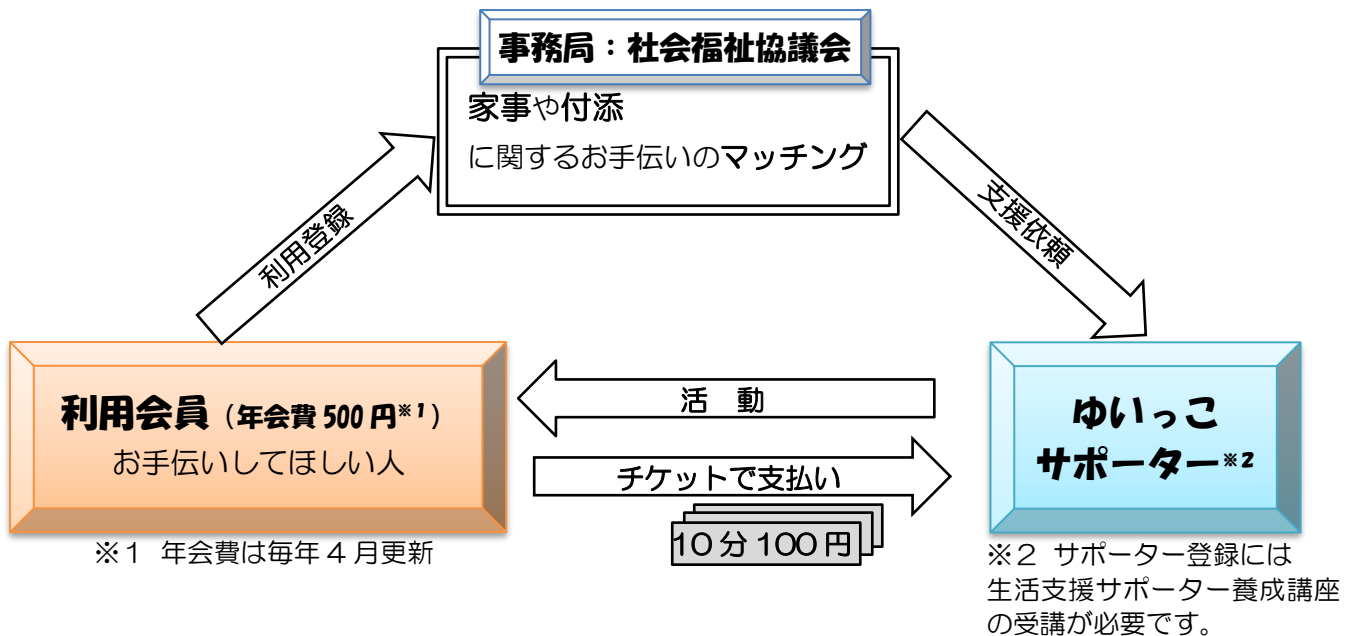 事務局：社会福祉協議会
家事や付添
に関するお手伝いのマッチング
利用登録
支援依頼
利用会員（年会費500円※1）
お手伝いしてほしい人
※１ 年会費は毎年４月更新
活　動
チケットで支払い
10分100円
ゆいっこ
サポーター※2
※２ サポーター登録には
生活支援サポーター養成講座
の受講が必要です。